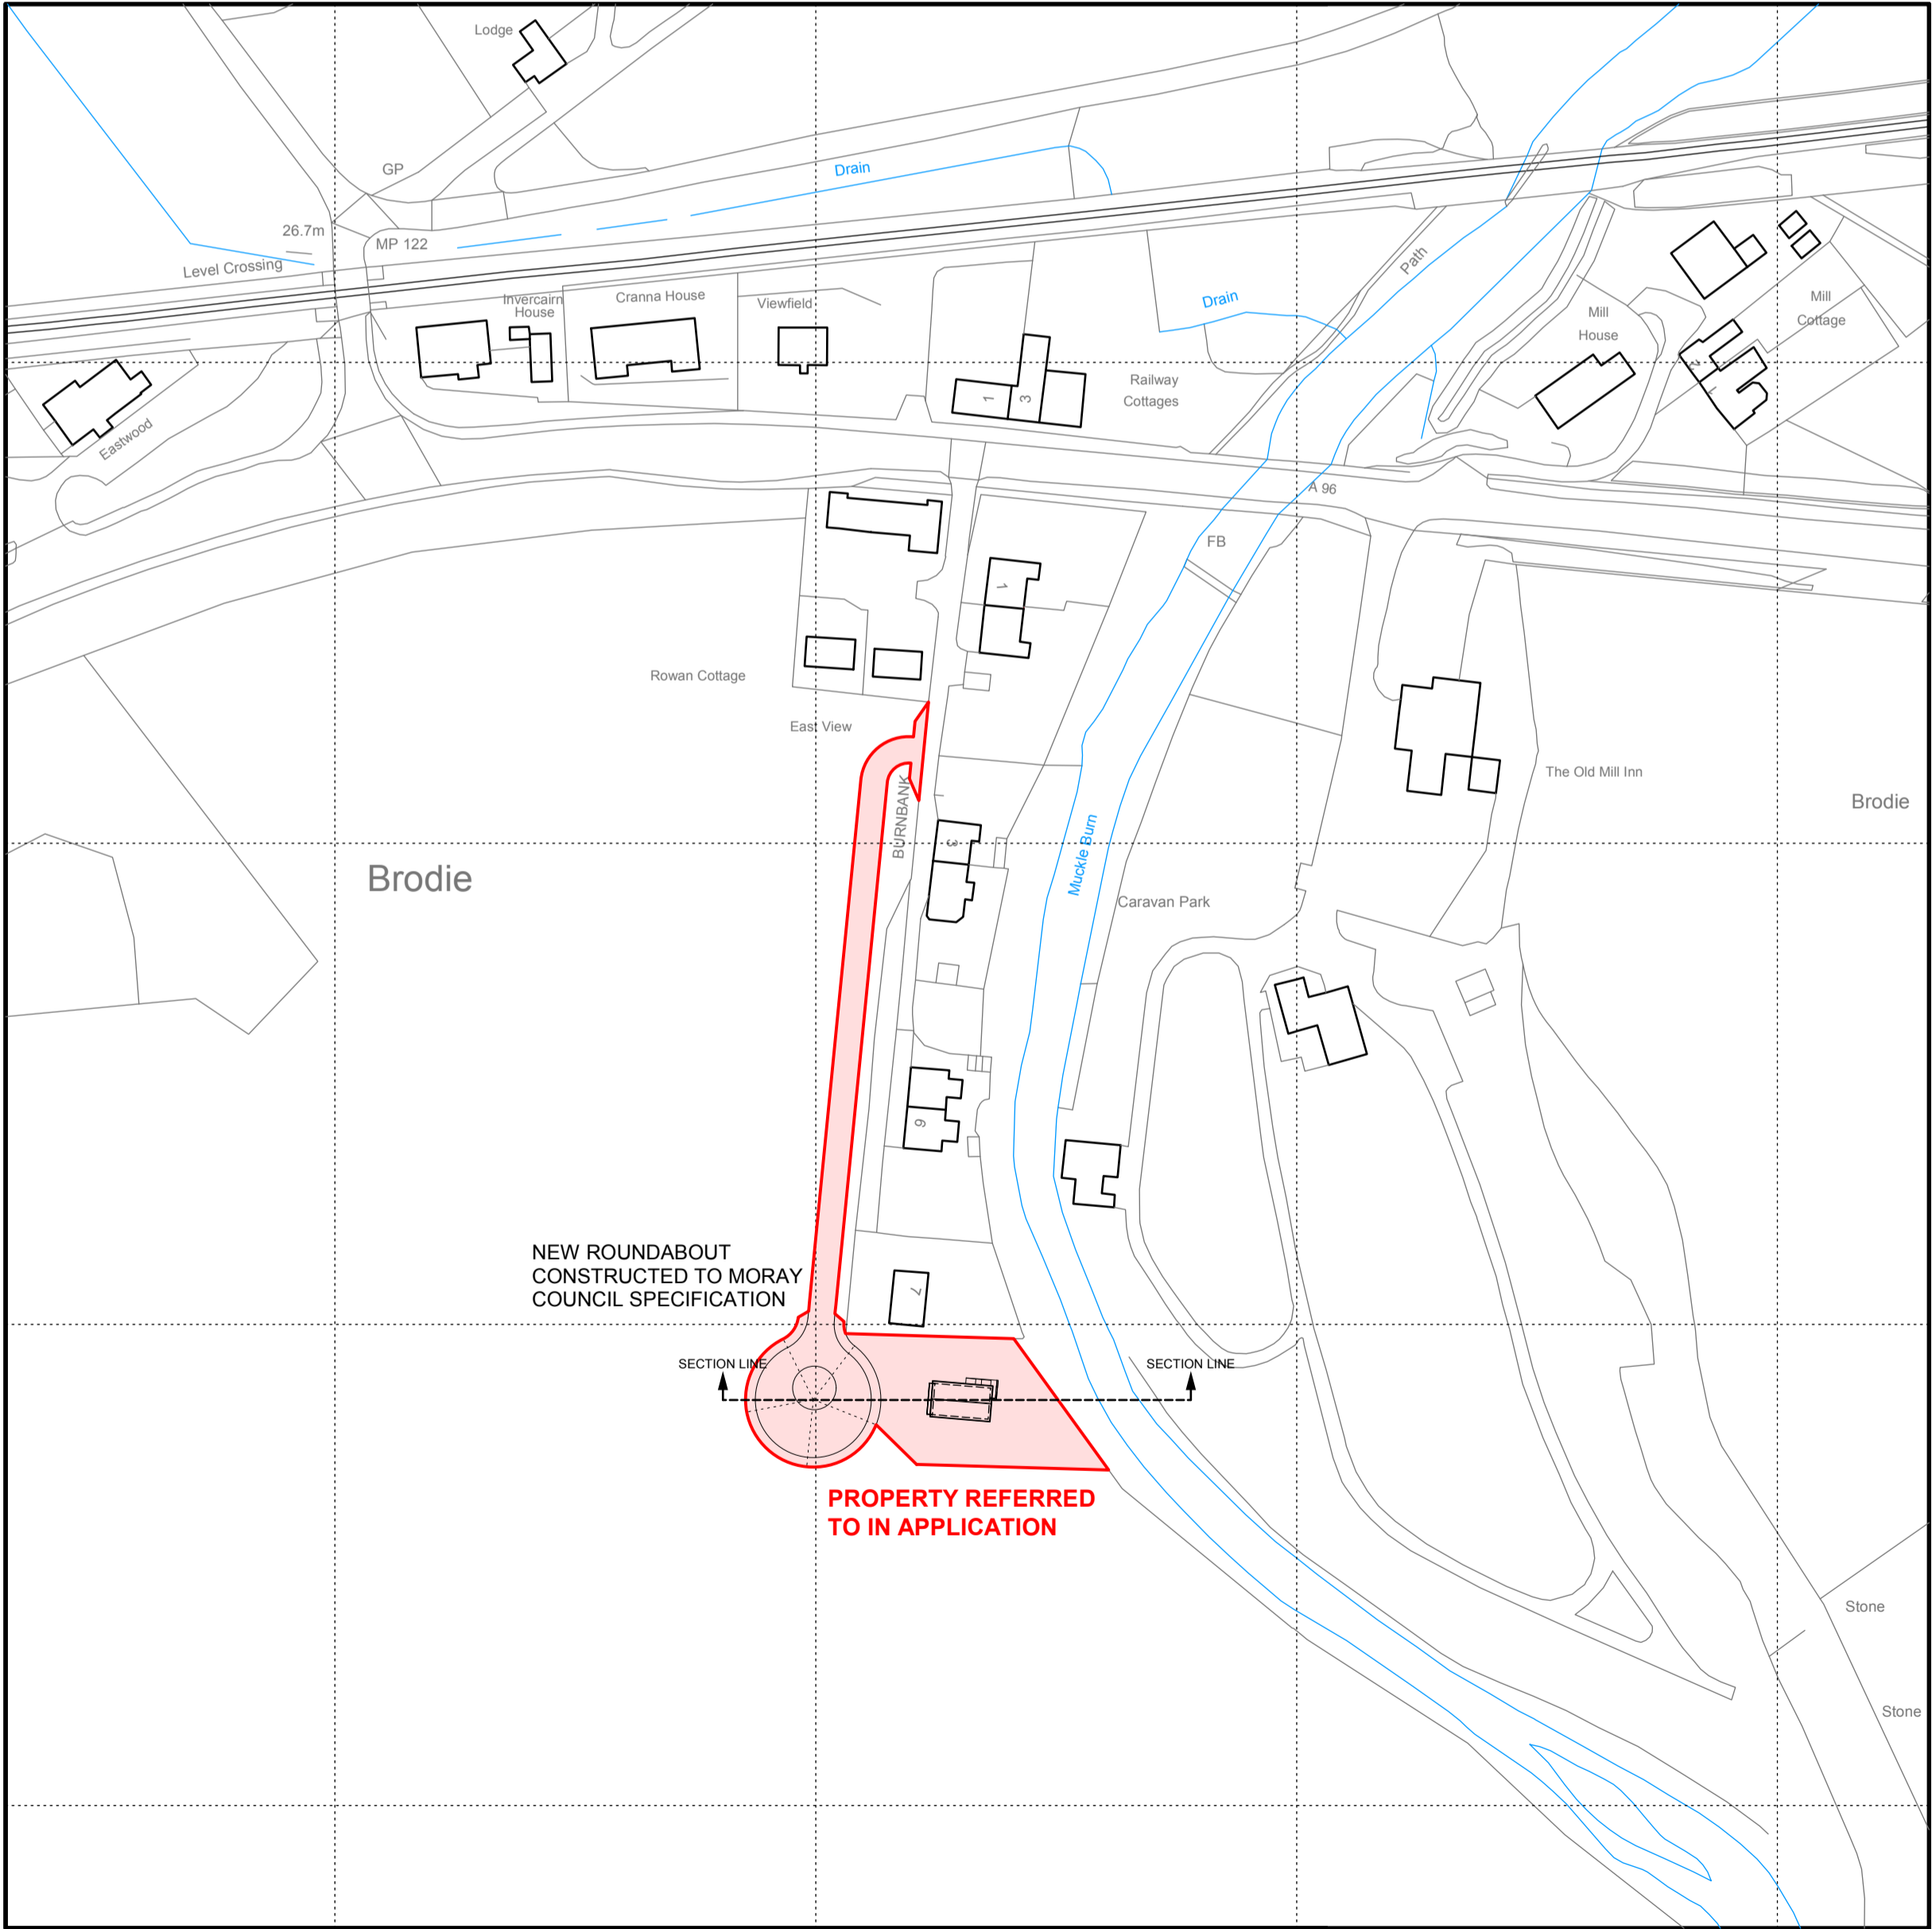 Lodge
GP
Drain
26.7m
MP 122
Level Crossing
Invercairn
House
Cranna House
Viewfield
Path
Drain
Mill
House
Mill
Cottage
2
1
Eastwood
1
3
Railway
Cottages
A 96
FB
1
Rowan Cottage
East View
BURNBANK
The Old Mill Inn
Brodie
3
Muckle Burn
Brodie
Caravan Park
6
NEW ROUNDABOUT
CONSTRUCTED TO MORAY
COUNCIL SPECIFICATION
7
SECTION LINE
SECTION LINE
PROPERTY REFERRED
TO IN APPLICATION
Stone
Stone